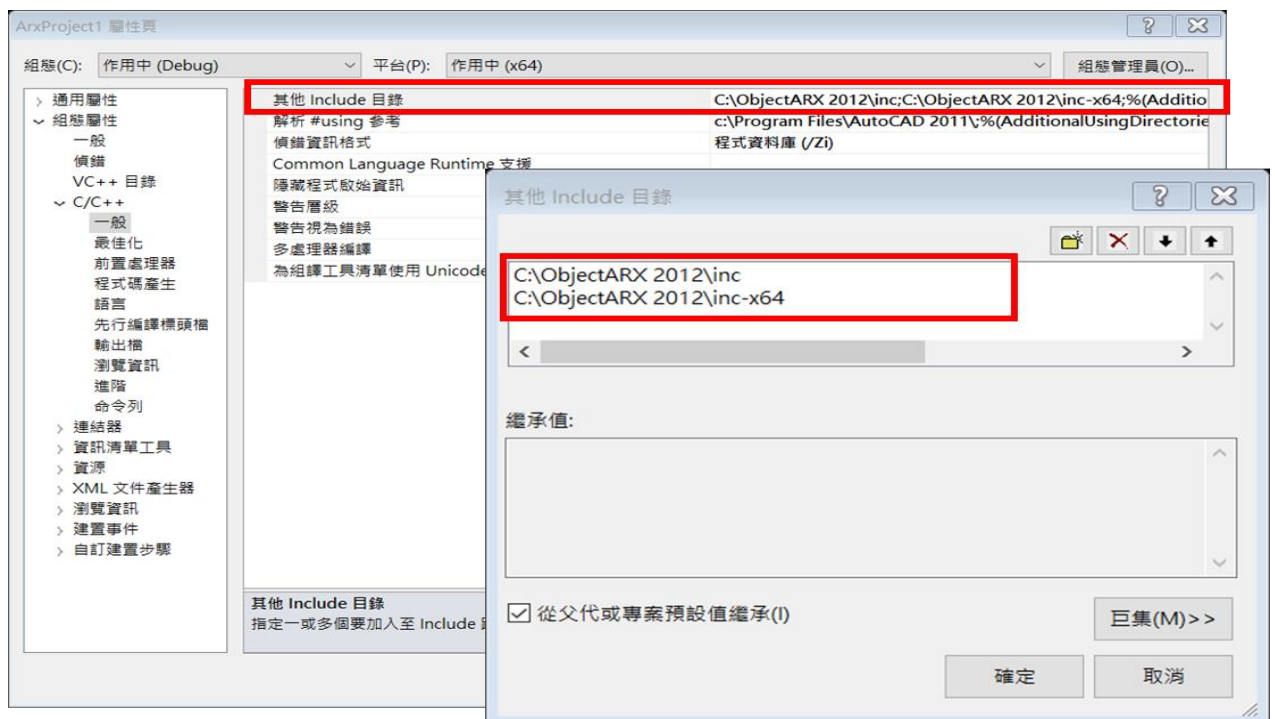 ArxProject1 屬性頁
組態(C): 作用中 (Debug) 平台(P): 作用中 (x64) 組態管理員(O)...
通用屬性
組態屬性
一般
偵錯
VC++ 目錄
C/C++
一般
最佳化
前置處理器
程式碼產生
語言
先行編譯標頭檔
輸出檔
瀏覽資訊
進階
命令列
連結器
資訊清單工具
資源
XML 文件產生器
瀏覽資訊
建置事件
自訂建置步驟
其他 Include 目錄 C:\ObjectARX 2012\inc;C:\ObjectARX 2012\inc-x64;%(Additio
解析 #using 參考 c:\Program Files\AutoCAD 2011\;%(AdditionalUsingDirectorie
偵錯資訊格式 程式資料庫 (/Zi)
Common Language Runtime 支援
隱藏程式啟始資訊
警告層級
警告視為錯誤
多處理器編譯
為組譯工具清單使用 Unicode
其他 Include 目錄
指定一或多個要加入至 Include
其他 Include 目錄
C:\ObjectARX 2012\inc
C:\ObjectARX 2012\inc-x64
繼承值:
從父代或專案預設值繼承(I)
巨集(M)>>
確定 取消